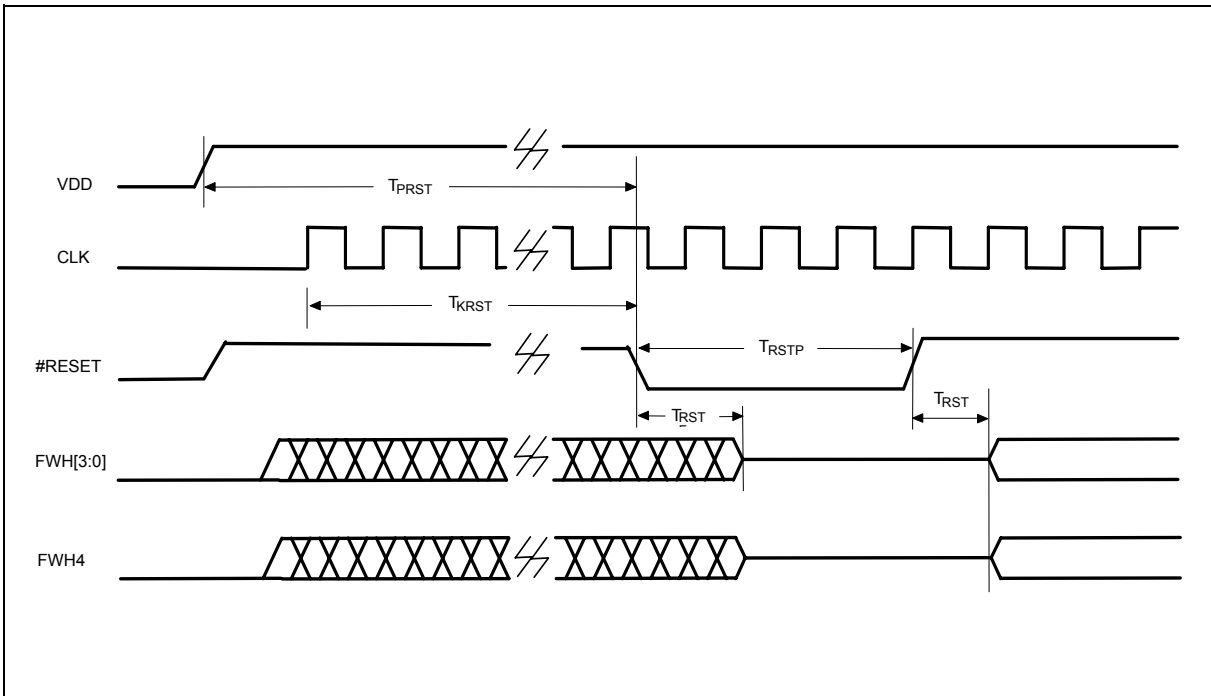 VDD
TPRST
CLK
TKRST
#RESET
TRSTP
TRST
TRST
FWH[3:0]
FWH4